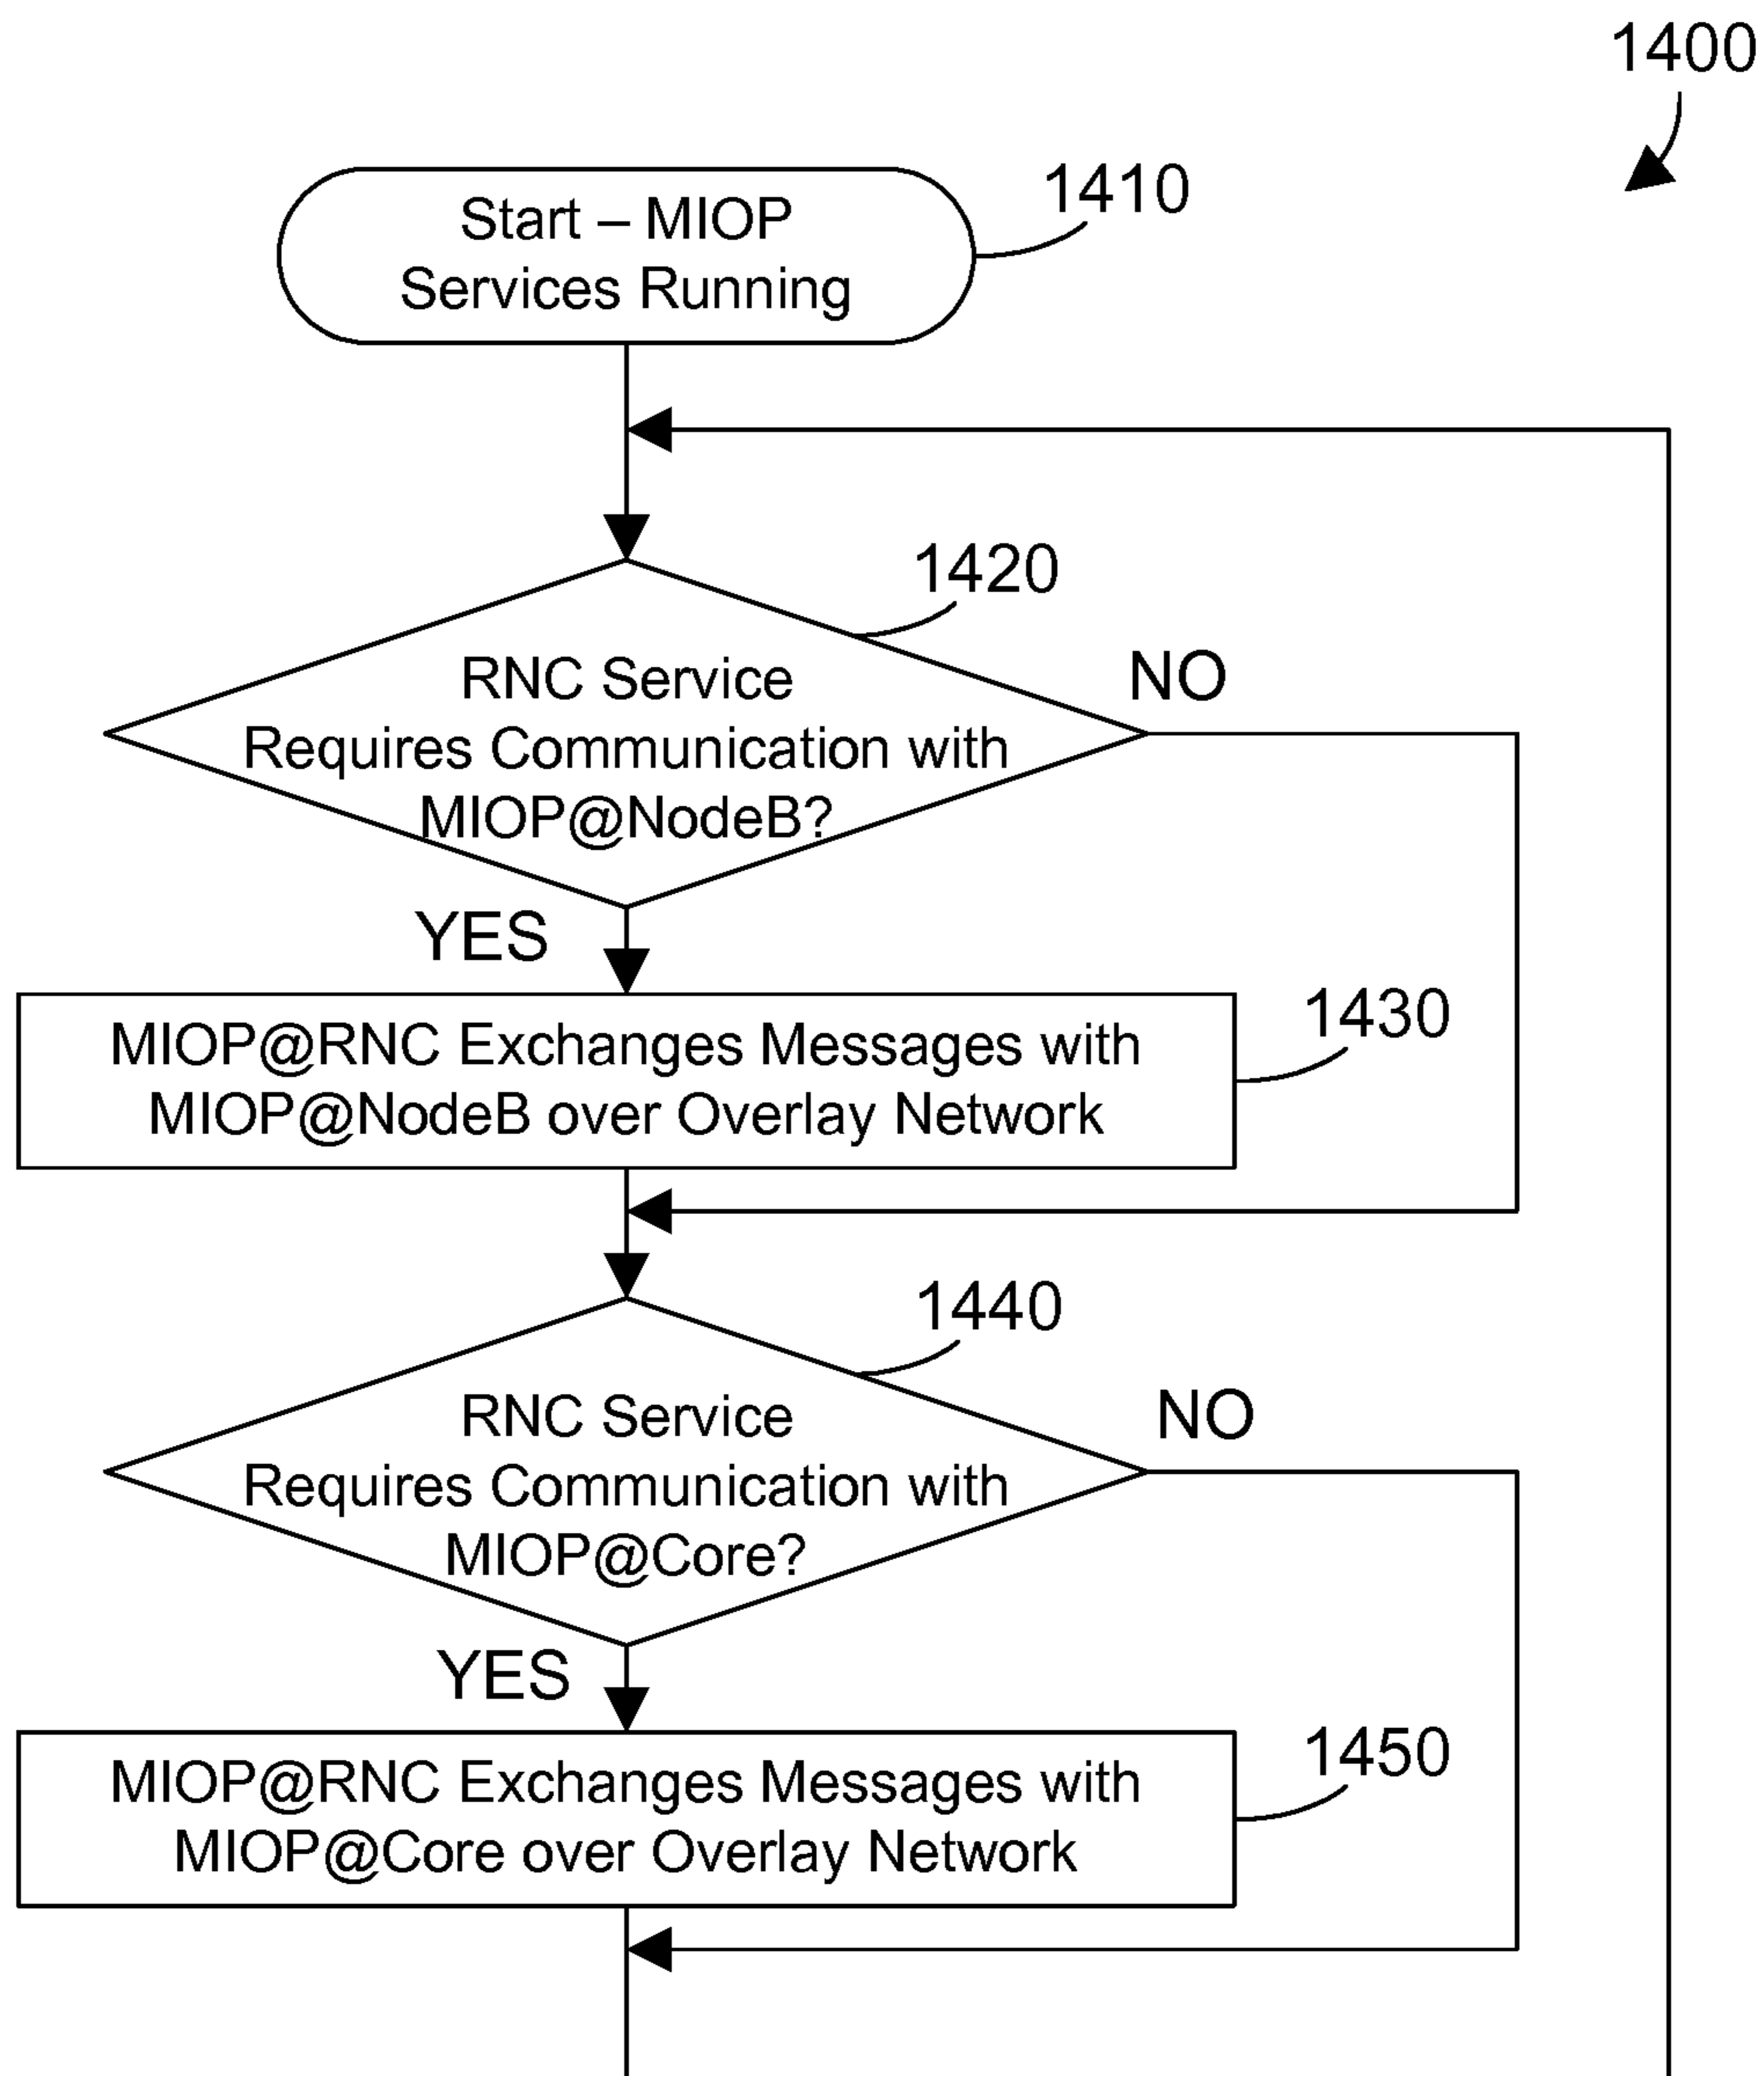 1400
Start – MIOP
Services Running
1410
1420
RNC Service
Requires Communication with
MIOP@NodeB?
NO
YES
MIOP@RNC Exchanges Messages with
MIOP@NodeB over Overlay Network
1430
1440
RNC Service
Requires Communication with
MIOP@Core?
NO
YES
MIOP@RNC Exchanges Messages with
MIOP@Core over Overlay Network
1450